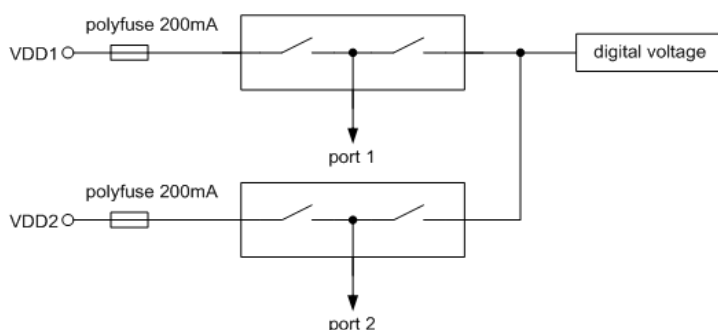 polyfuse 200mA
VDD1
digital voltage
port 1
polyfuse 200mA
VDD2
port 2